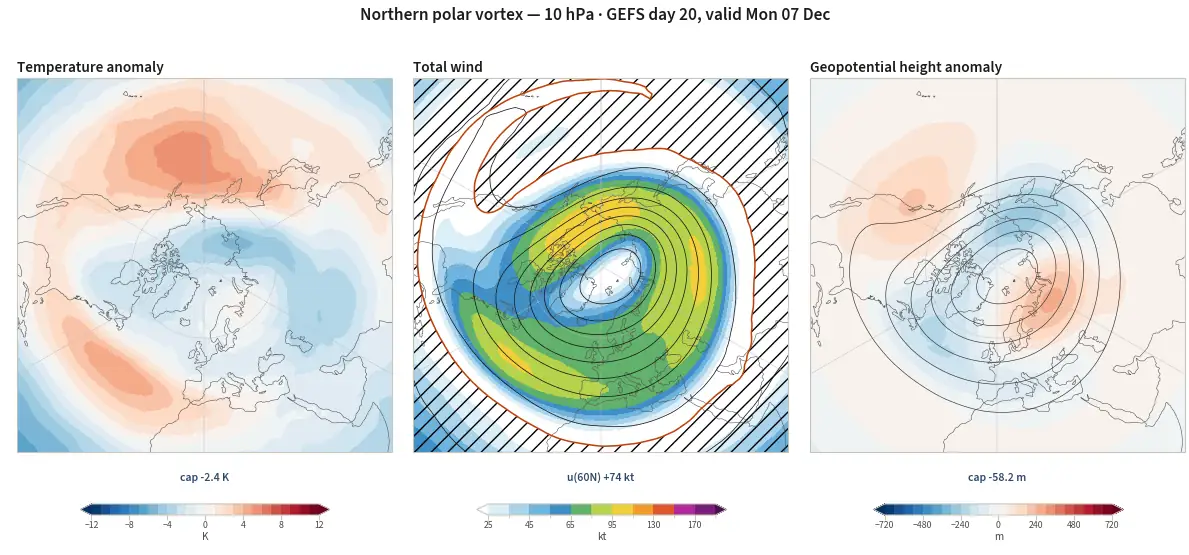 Northern polar vortex — 10 hPa · GEFS day 20, valid Mon 07 Dec
Temperature anomaly
Total wind
Geopotential height anomaly
cap -2.4 K
u(60N) +74 kt
cap -58.2 m
−12 −8 −4 0 4 8 12
K
25 45 65 95 130 170
kt
−720 −480 −240 0 240 480 720
m